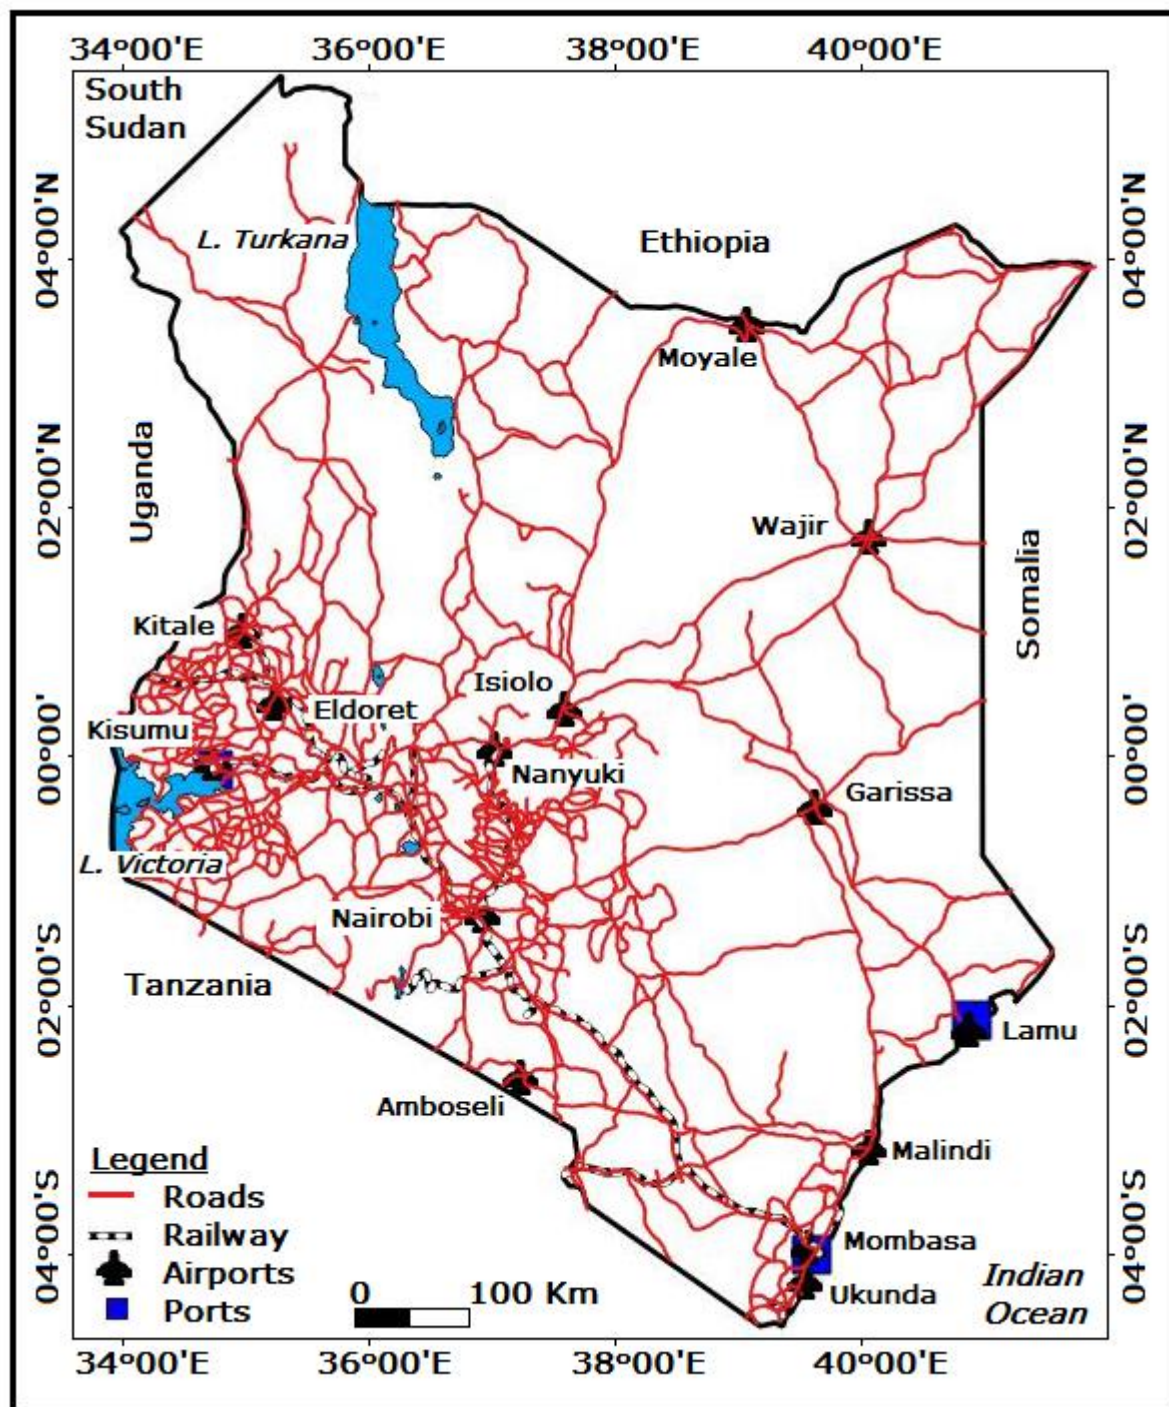 34°00'E 36°00'E 38°00'E 40°00'E
South
Sudan
04°00'N
04°00'N
L. Turkana
Ethiopia
Moyale
Uganda
02°00'N
02°00'N
Wajir
Somalia
Kitale
Isiolo
Eldoret
Kisumu
00°00'
00°00'
Nanyuki
Garissa
L. Victoria
Nairobi
Tanzania
02°00'S
02°00'S
Lamu
Amboseli
Malindi
Legend
Roads
Railway
Airports
Ports
0 100 Km
04°00'S
04°00'S
Mombasa
Ukunda
Indian
Ocean
34°00'E 36°00'E 38°00'E 40°00'E